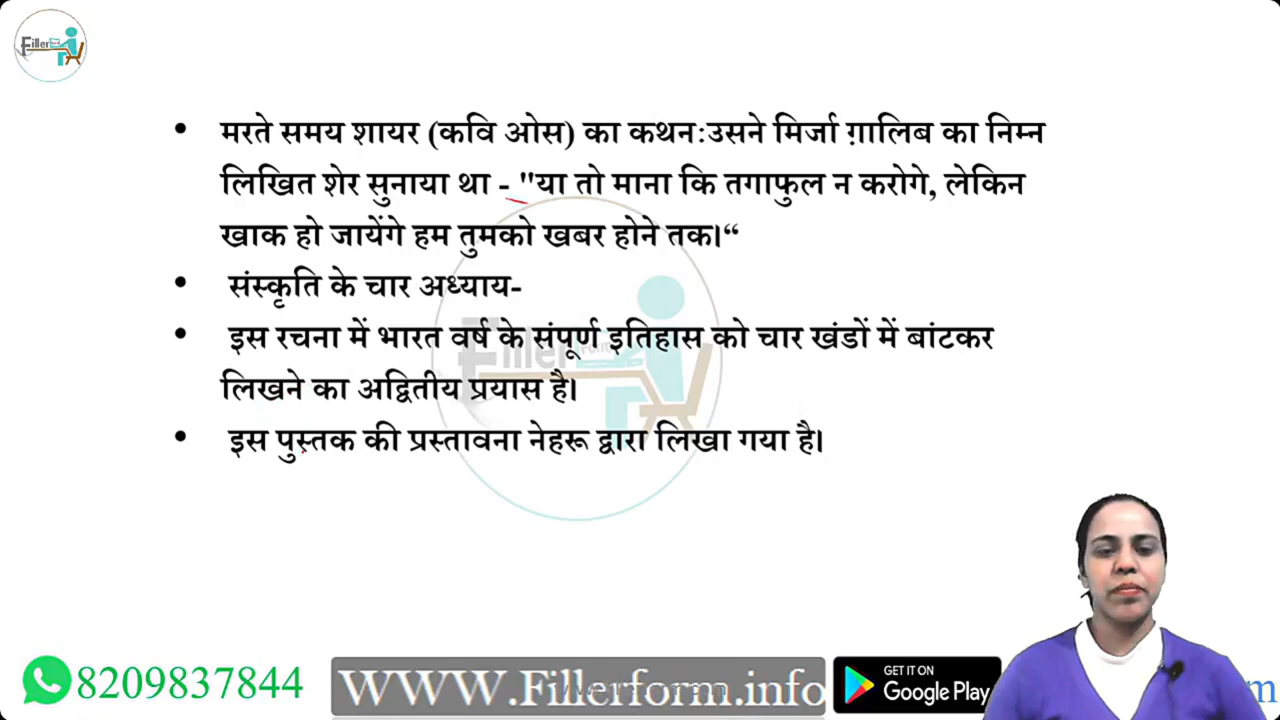 Filler
• मरते समय शायर (कवि ओस) का कथनःउसने मिर्जा ग़ालिब का निम्न
लिखित शेर सुनाया था - "या तो माना कि तगाफुल न करोगे, लेकिन
खाक हो जायेंगे हम तुमको खबर होने तक।“
• संस्कृति के चार अध्याय-
• इस रचना में भारत वर्ष के संपूर्ण इतिहास को चार खंडों में बांटकर
लिखने का अद्वितीय प्रयास है।
• इस पुस्तक की प्रस्तावना नेहरू द्वारा लिखा गया है।
8209837844
WWW.Fillerform.info
GET IT ON
Google Play